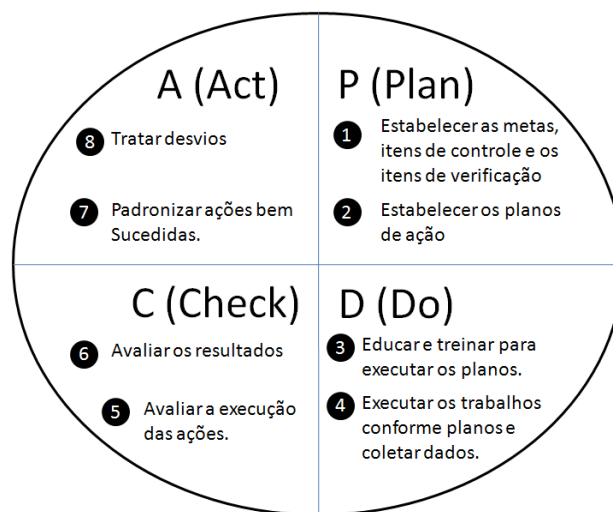 A (Act)
8 Tratar desvios
7 Padronizar ações bem
Sucedidas.
P (Plan)
1 Estabelecer as metas,
itens de controle e os
itens de verificação
2 Estabelecer os planos
de ação
C (Check)
6 Avaliar os resultados
5 Avaliar a execução
das ações.
D (Do)
3 Educar e treinar para
executar os planos.
4 Executar os trabalhos
conforme planos e
coletar dados.